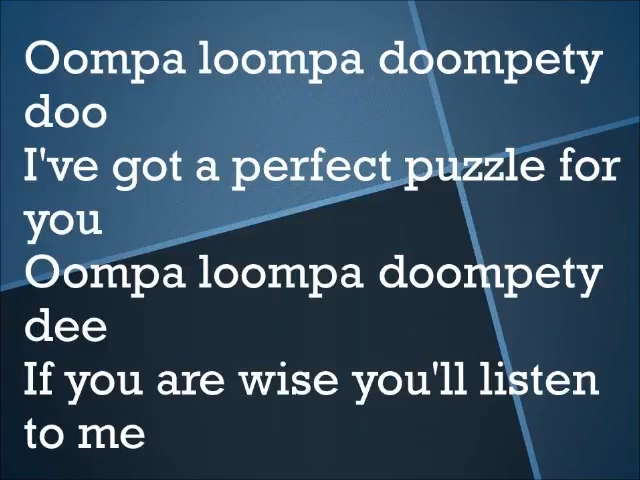 Oompa loompa doompety
doo
I've got a perfect puzzle for
you
Oompa loompa doompety
dee
If you are wise you'll listen
to me